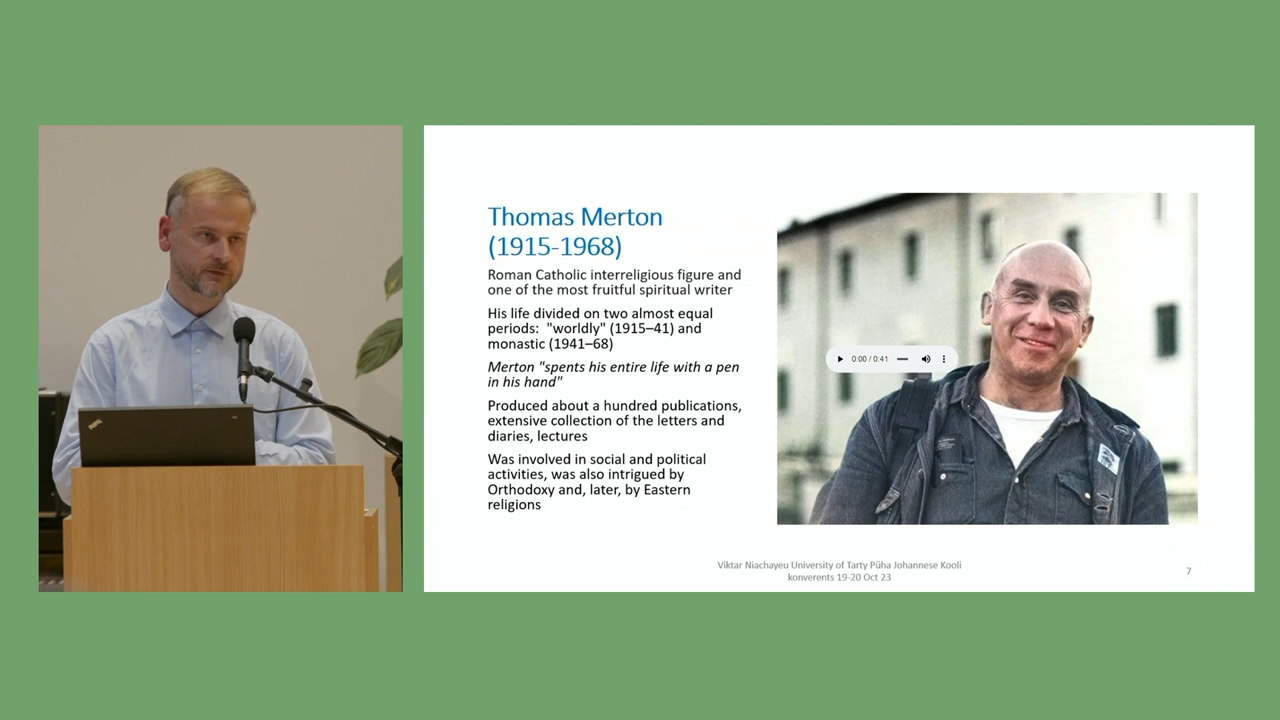 Thomas Merton
(1915-1968)
Roman Catholic interreligious figure and
one of the most fruitful spiritual writer
His life divided on two almost equal
periods:  "worldly" (1915–41) and
monastic (1941–68)
Merton "spents his entire life with a pen
in his hand"
Produced about a hundred publications,
extensive collection of the letters and
diaries, lectures
Was involved in social and political
activities, was also intrigued by
Orthodoxy and, later, by Eastern
religions
0:00 / 0:41
Viktar Niachayeu University of Tarty Püha Johannese Kooli
konverents 19-20 Oct 23
7